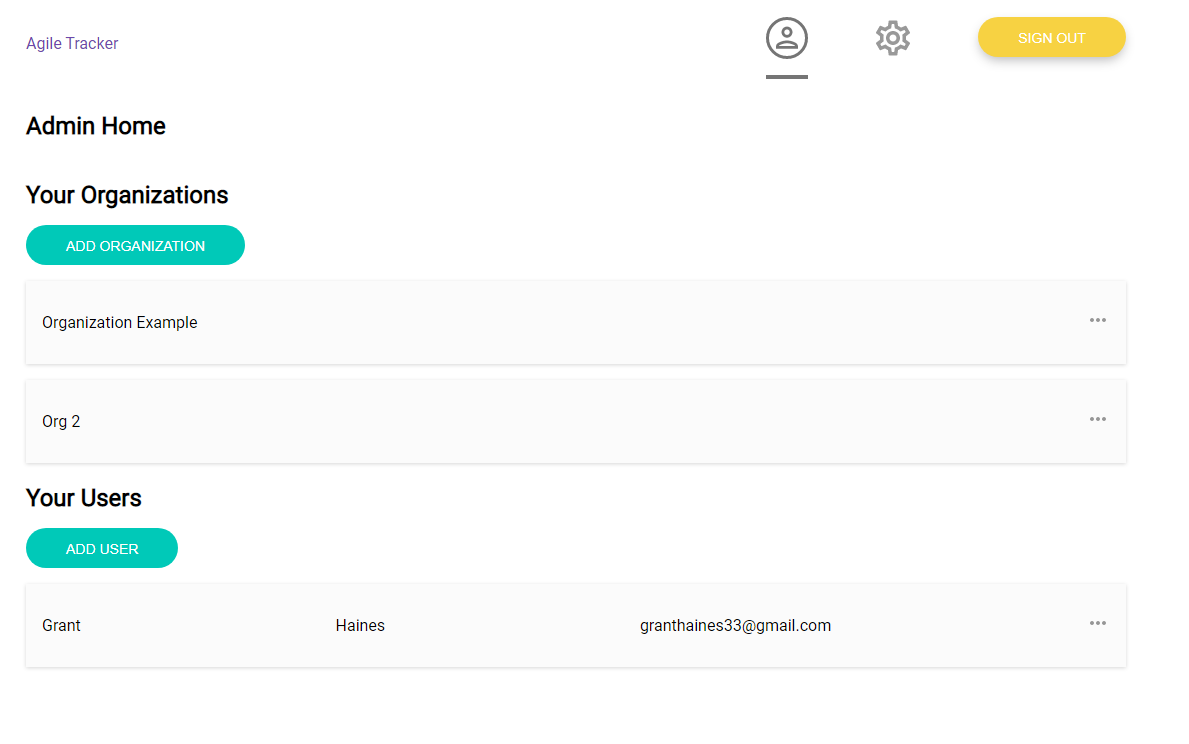 Agile Tracker
SIGN OUT
Admin Home
Your Organizations
ADD ORGANIZATION
Organization Example
Org 2
Your Users
ADD USER
Grant Haines granthaines33@gmail.com